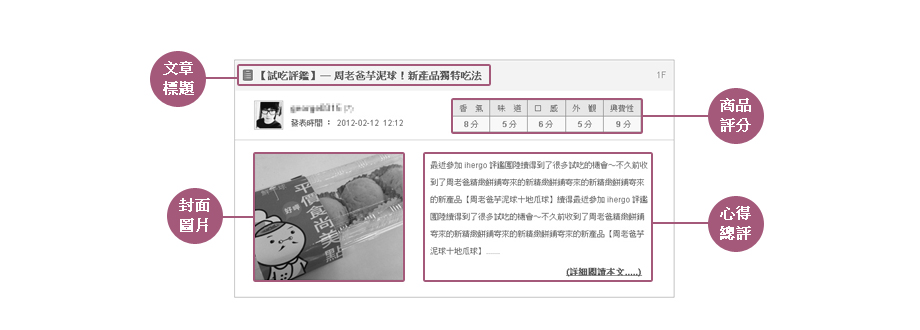 文章
標題
【試吃評鑑】— 周老爸芋泥球！新產品獨特吃法
1F
發表時間： 2012-02-12 12:12
香 氣 味 道 口 感 外 觀 與費性
8分 5分 6分 5分 9分
商品
評分
封面
圖片
平價食尚美點
最近參加 ihergo 評鑑團陸續得到了很多試吃的機會～不久前收
到了周老爸精緻餅鋪寄來的新精緻餅鋪寄來的新精緻餅鋪寄來
的新產品【周老爸芋泥球十地瓜球】續得最近參加 ihergo 評鑑
團陸續得到了很多試吃的機會～不久前收到了周老爸精緻餅鋪
寄來的新精緻餅鋪寄來的新精緻餅鋪寄來的新產品【周老爸芋
泥球十地瓜球】......
(詳細閱讀本文.....)
心得
總評